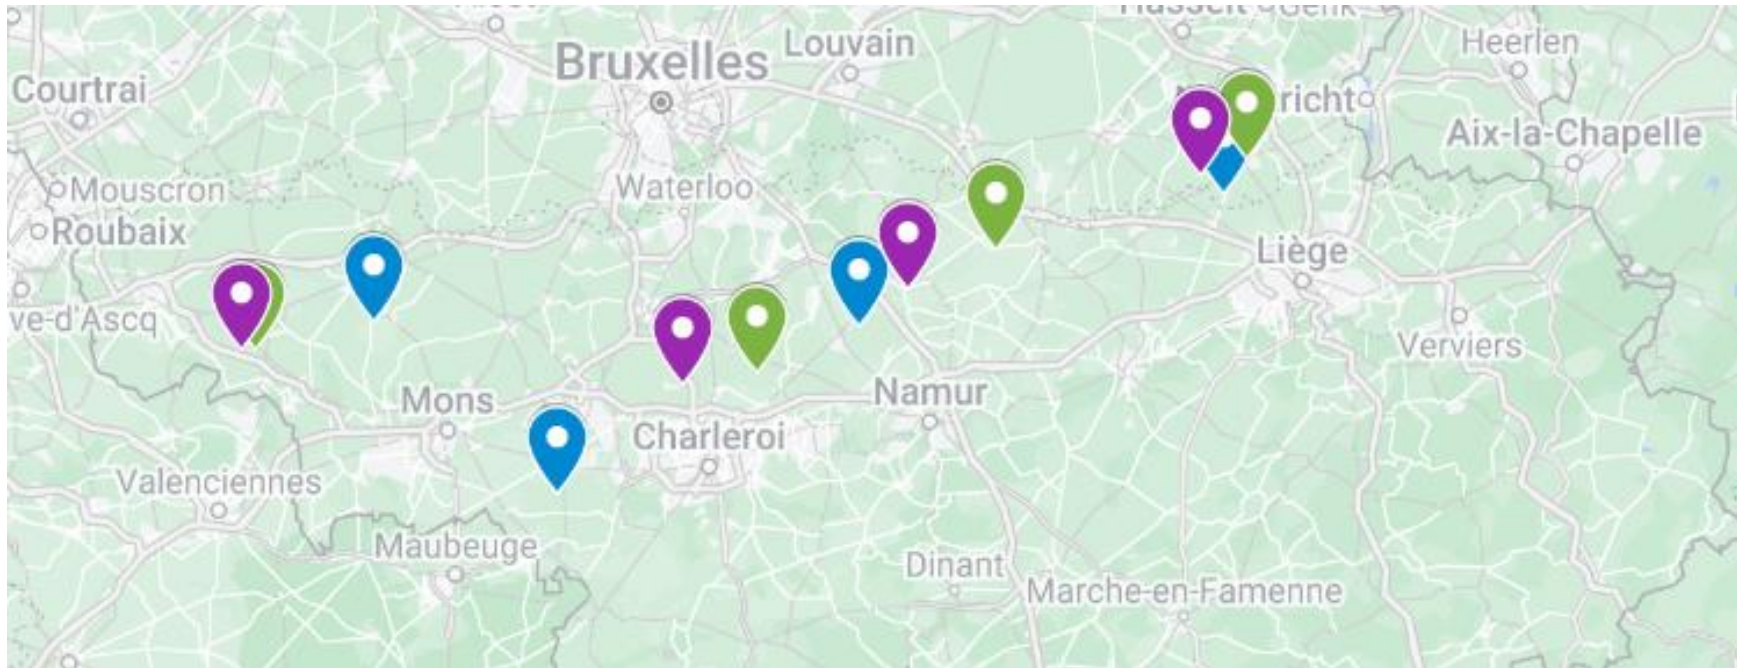 Bruxelles
Louvain
Heerlen
Courtrai
richt
Aix-la-Chapelle
Mouscron
Waterloo
Roubaix
Liège
ve-d'Ascq
Verviers
Mons
Namur
Charleroi
Valenciennes
Maubeuge
Dinant
Marche-en-Famenne